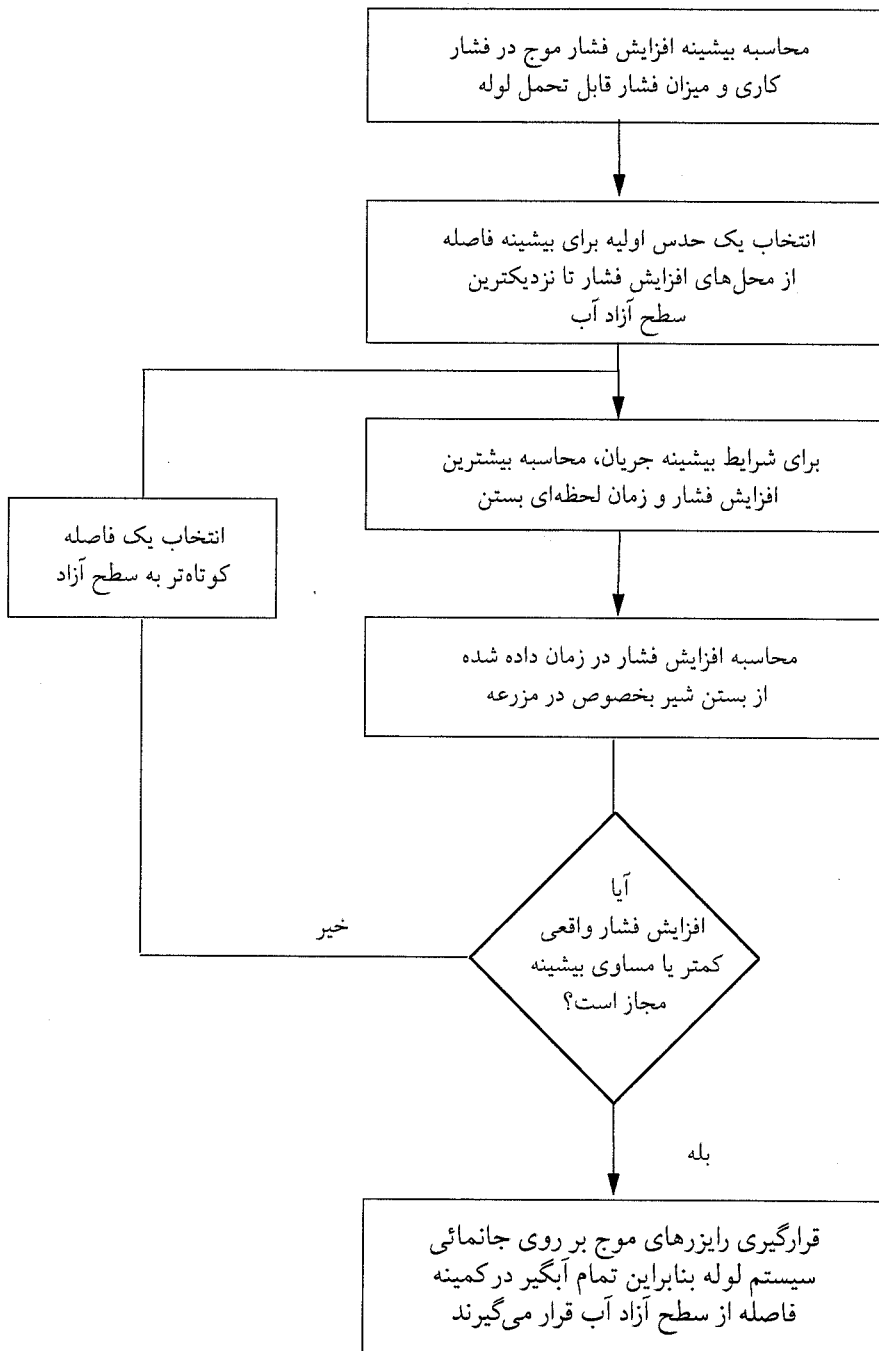 محاسبه بیشینه افزایش فشار موج در فشار
کاری و میزان فشار قابل تحمل لوله
انتخاب یک حدس اولیه برای بیشینه فاصله
از محل‌های افزایش فشار تا نزدیکترین
سطح آزاد آب
برای شرایط بیشینه جریان، محاسبه بیشترین
افزایش فشار و زمان لحظه‌ای بستن
انتخاب یک فاصله
کوتاه‌تر به سطح آزاد
محاسبه افزایش فشار در زمان داده شده
از بستن شیر بخصوص در مزرعه
آیا
افزایش فشار واقعی
کمتر یا مساوی بیشینه
مجاز است؟
خیر
بله
قرارگیری رایزرهای موج بر روی جانمائی
سیستم لوله بنابراین تمام آبگیر در کمینه
فاصله از سطح آزاد آب قرار می‌گیرند